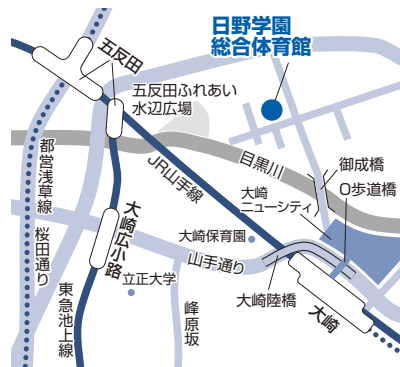 日野学園
総合体育館
五反田
五反田ふれあい
水辺広場
目黒川
御成橋
O歩道橋
大崎
ニューシティ
JR山手線
都営浅草線
桜田通り
大崎広小路
大崎保育園
山手通り
立正大学
東急池上線
峰原坂
大崎陸橋
大崎